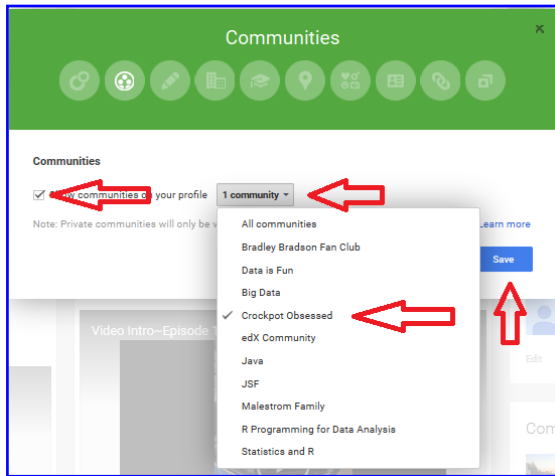 Communities
Communities
communities on your profile 1 community
Note: Private communities will only be Learn more
All communities
Bradley Bradson Fan Club
Data is Fun
Big Data
Save
Crockpot Obsessed
edX Community
Java
JSF
Malestrom Family
R Programming for Data Analysis
Statistics and R
Video Intro~Episode
Edit